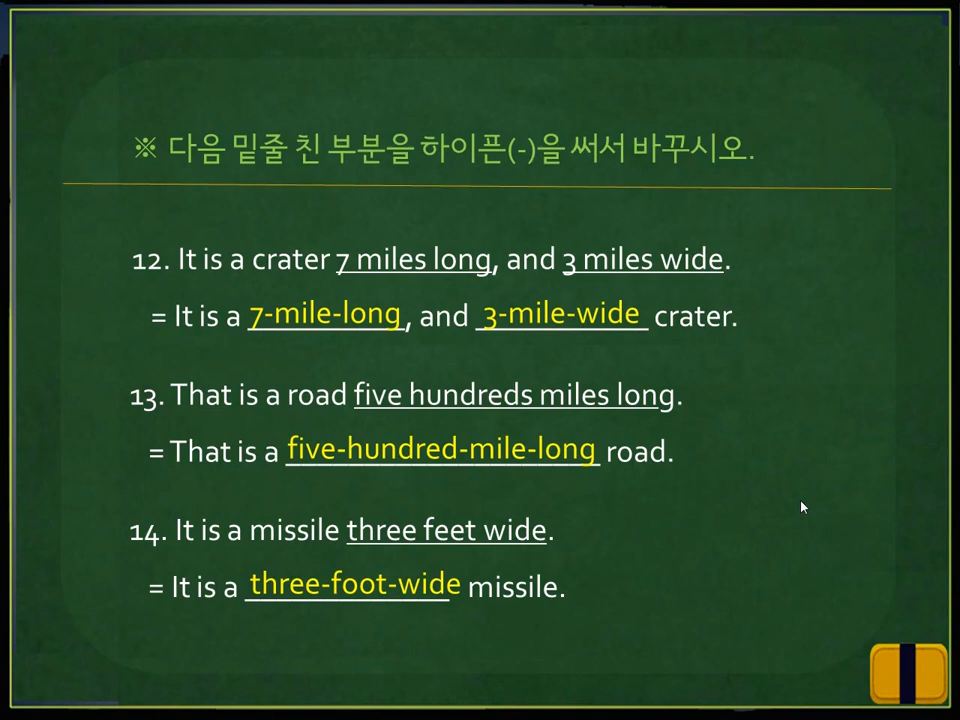 ※ 다음 밑줄 친 부분을 하이픈(-)을 써서 바꾸시오.
12. It is a crater 7 miles long, and 3 miles wide.
= It is a 7-mile-long, and 3-mile-wide crater.
13. That is a road five hundreds miles long.
= That is a five-hundred-mile-long road.
14. It is a missile three feet wide.
= It is a three-foot-wide missile.